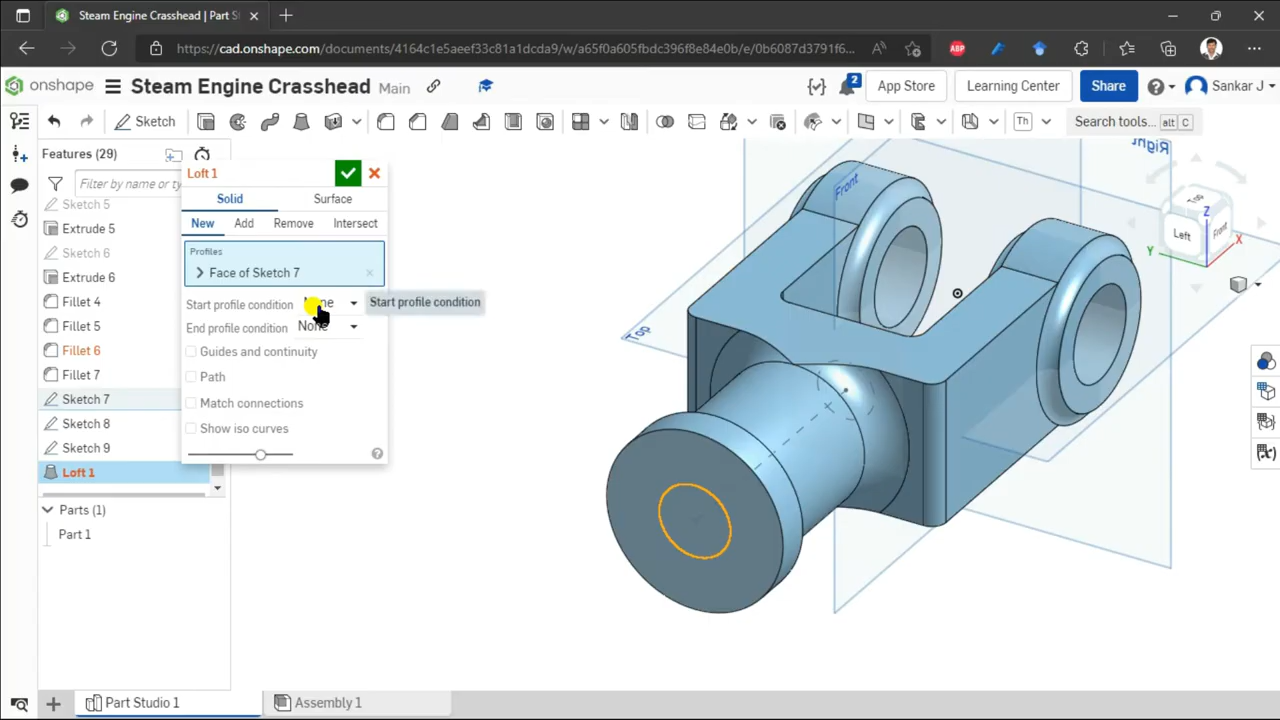 Steam Engine Crasshead | Part S
https://cad.onshape.com/documents/4164c1e5aeef33c81a1dcda9/w/a65f0a605fbdc396f8e84e0b/e/0b6087d3791f6...
ABP
onshape
Steam Engine Crasshead
Main
2
App Store
Learning Center
Share
Sankar J
Sketch
Th
Search tools...
alt C
Features (29)
Filter by name or ty
Sketch 5
Extrude 5
Sketch 6
Extrude 6
Fillet 4
Fillet 5
Fillet 6
Fillet 7
Sketch 7
Sketch 8
Sketch 9
Loft 1
Parts (1)
Part 1
Loft 1
Solid
Surface
New
Add
Remove
Intersect
Profiles
Face of Sketch 7
Start profile condition
None
Start profile condition
End profile condition
None
Guides and continuity
Path
Match connections
Show iso curves
Front
Right
Top
Top
Left
Front
Z
Y
X
Part Studio 1
Assembly 1